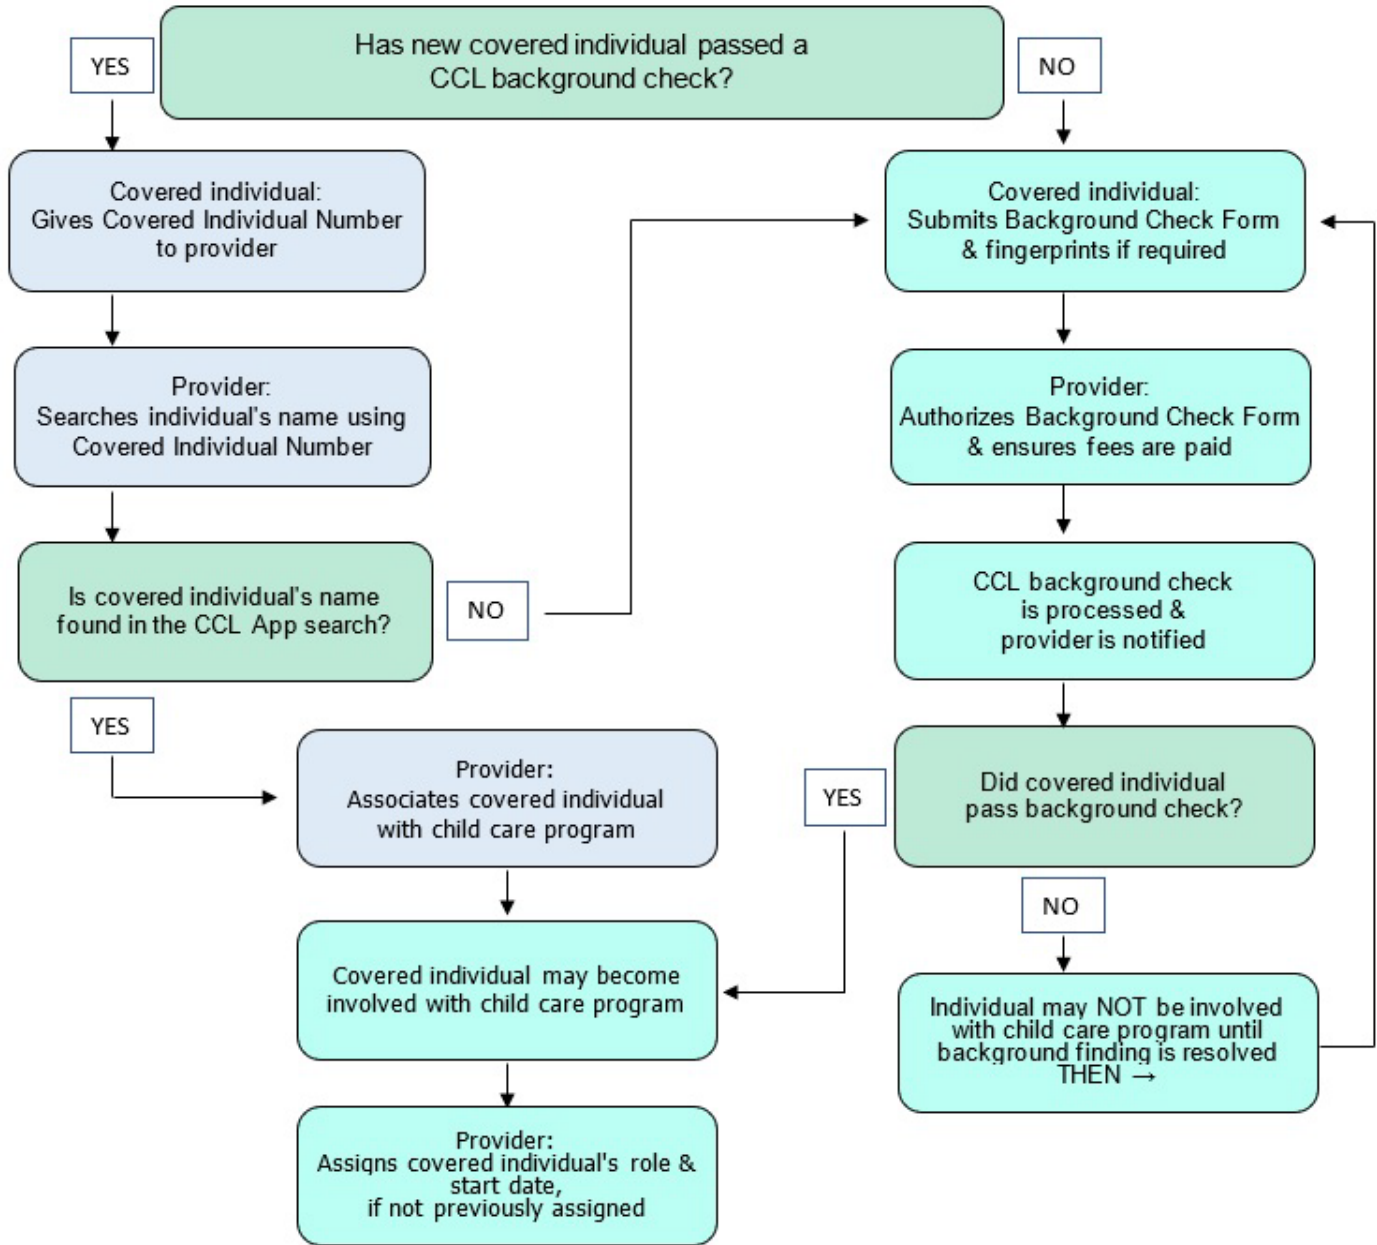 Has new covered individual passed a
CCL background check?
YES
NO
Covered individual:
Gives Covered Individual Number
to provider
Covered individual:
Submits Background Check Form
& fingerprints if required
Provider:
Searches individual's name using
Covered Individual Number
Provider:
Authorizes Background Check Form
& ensures fees are paid
Is covered individual's name
found in the CCL App search?
NO
CCL background check
is processed &
provider is notified
YES
Provider:
Associates covered individual
with child care program
YES
Did covered individual
pass background check?
NO
Covered individual may become
involved with child care program
Individual may NOT be involved
with child care program until
background finding is resolved
THEN →
Provider:
Assigns covered individual's role &
start date,
if not previously assigned